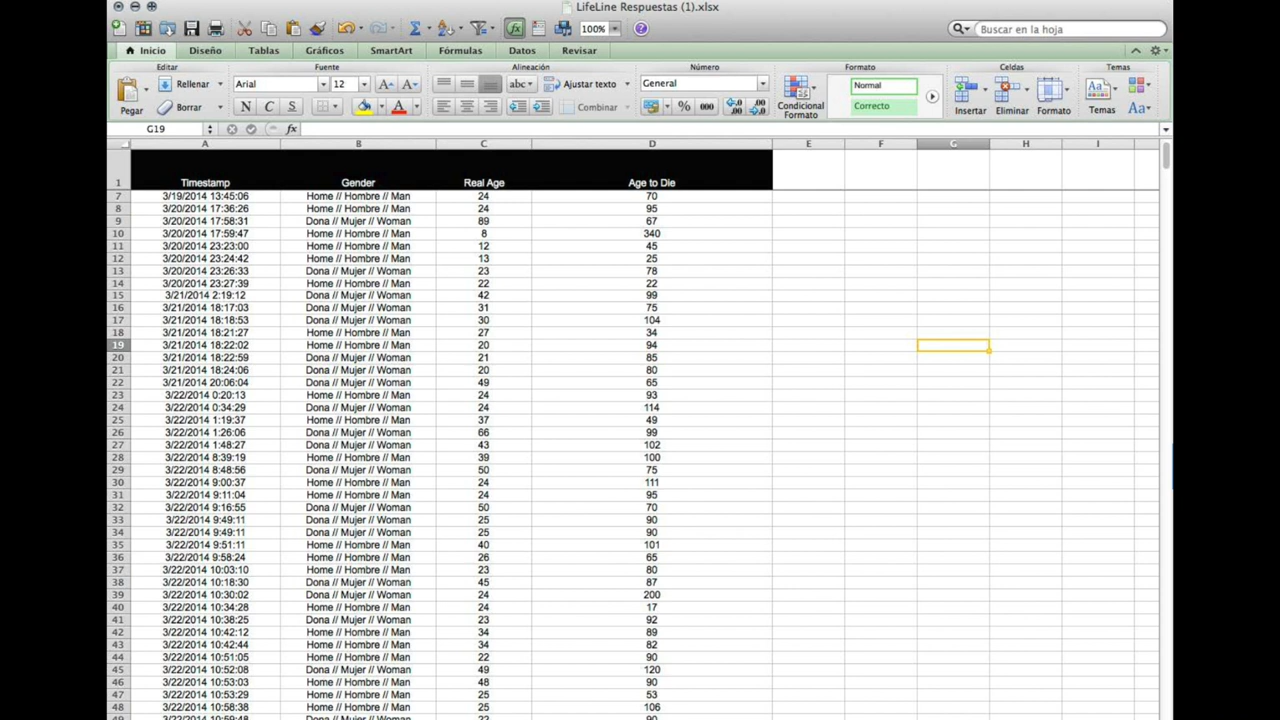 LifeLine Respuestas (1).xlsx
100%
Buscar en la hoja
Inicio Diseño Tablas Gráficos SmartArt Fórmulas Datos Revisar
Editar Fuente Alineación Número Formato Celdas Temas
Pegar Rellenar Arial 12 A A abc Ajustar texto General Normal
Borrar N C S A Combinar % 000 Condicional Formato Correcto Insertar Eliminar Formato Temas Aa
G19 fx
A B C D E F G H I
1 Timestamp Gender Real Age Age to Die
7 3/19/2014 13:45:06 Home // Hombre // Man 24 70
8 3/20/2014 17:36:26 Home // Hombre // Man 24 95
9 3/20/2014 17:58:31 Dona // Mujer // Woman 89 67
10 3/20/2014 17:59:47 Home // Hombre // Man 8 340
11 3/20/2014 23:23:00 Home // Hombre // Man 12 45
12 3/20/2014 23:24:42 Home // Hombre // Man 13 25
13 3/20/2014 23:26:33 Dona // Mujer // Woman 23 78
14 3/20/2014 23:27:39 Home // Hombre // Man 22 22
15 3/21/2014 2:19:12 Dona // Mujer // Woman 42 99
16 3/21/2014 18:17:03 Dona // Mujer // Woman 31 75
17 3/21/2014 18:18:53 Dona // Mujer // Woman 30 104
18 3/21/2014 18:21:27 Home // Hombre // Man 27 34
19 3/21/2014 18:22:02 Home // Hombre // Man 20 94
20 3/21/2014 18:22:59 Dona // Mujer // Woman 21 85
21 3/21/2014 18:24:06 Dona // Mujer // Woman 20 80
22 3/21/2014 20:06:04 Dona // Mujer // Woman 49 65
23 3/22/2014 0:20:13 Home // Hombre // Man 24 93
24 3/22/2014 0:34:29 Dona // Mujer // Woman 24 114
25 3/22/2014 1:19:37 Home // Hombre // Man 37 49
26 3/22/2014 1:26:06 Dona // Mujer // Woman 66 99
27 3/22/2014 1:48:27 Dona // Mujer // Woman 43 102
28 3/22/2014 8:39:19 Home // Hombre // Man 39 100
29 3/22/2014 8:48:56 Dona // Mujer // Woman 50 75
30 3/22/2014 9:00:37 Home // Hombre // Man 24 111
31 3/22/2014 9:11:04 Home // Hombre // Man 24 95
32 3/22/2014 9:16:55 Dona // Mujer // Woman 50 70
33 3/22/2014 9:49:11 Dona // Mujer // Woman 25 90
34 3/22/2014 9:49:11 Dona // Mujer // Woman 25 90
35 3/22/2014 9:51:11 Home // Hombre // Man 40 101
36 3/22/2014 9:58:24 Home // Hombre // Man 26 65
37 3/22/2014 10:03:10 Home // Hombre // Man 23 80
38 3/22/2014 10:18:30 Dona // Mujer // Woman 45 87
39 3/22/2014 10:30:02 Dona // Mujer // Woman 24 200
40 3/22/2014 10:34:28 Home // Hombre // Man 24 17
41 3/22/2014 10:38:25 Dona // Mujer // Woman 23 92
42 3/22/2014 10:42:12 Home // Hombre // Man 34 89
43 3/22/2014 10:42:44 Home // Hombre // Man 34 82
44 3/22/2014 10:51:05 Home // Hombre // Man 22 90
45 3/22/2014 10:52:08 Dona // Mujer // Woman 49 120
46 3/22/2014 10:53:03 Home // Hombre // Man 48 90
47 3/22/2014 10:53:29 Home // Hombre // Man 25 53
48 3/22/2014 10:58:38 Home // Hombre // Man 25 106
49 3/22/2014 10:59:48 Dona // Mujer // Woman 22 90